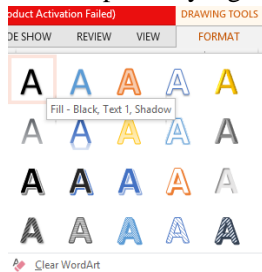 oduct Activation Failed) DRAWING TOOLS
DE SHOW REVIEW VIEW FORMAT
A A A A A
Fill - Black, Text 1, Shadow
A A A A A
A A A A A
A A A A A
Clear WordArt